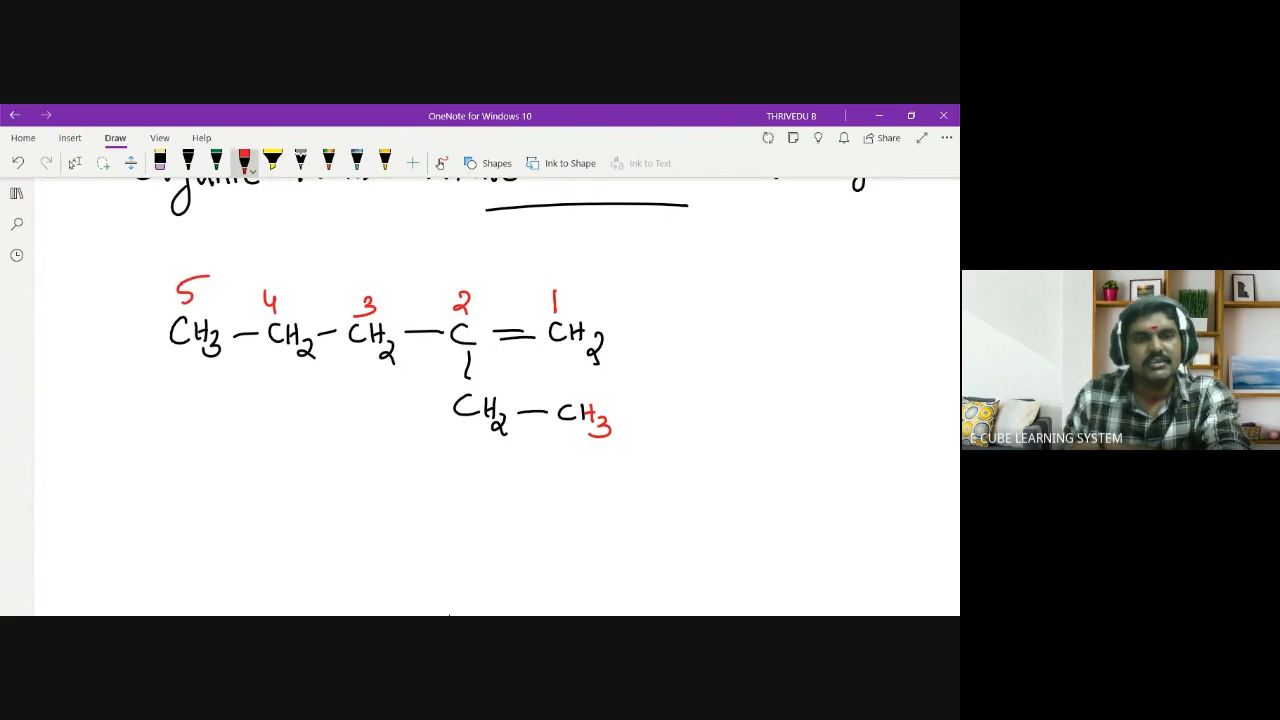 OneNote for Windows 10
THRIVEDU B
Home Insert Draw View Help
Share
Shapes Ink to Shape Ink to Text
Organic
5 4 3 2 1
CH3 — CH2 — CH2 — C = CH2
|
CH2 — CH3
E CUBE LEARNING SYSTEM